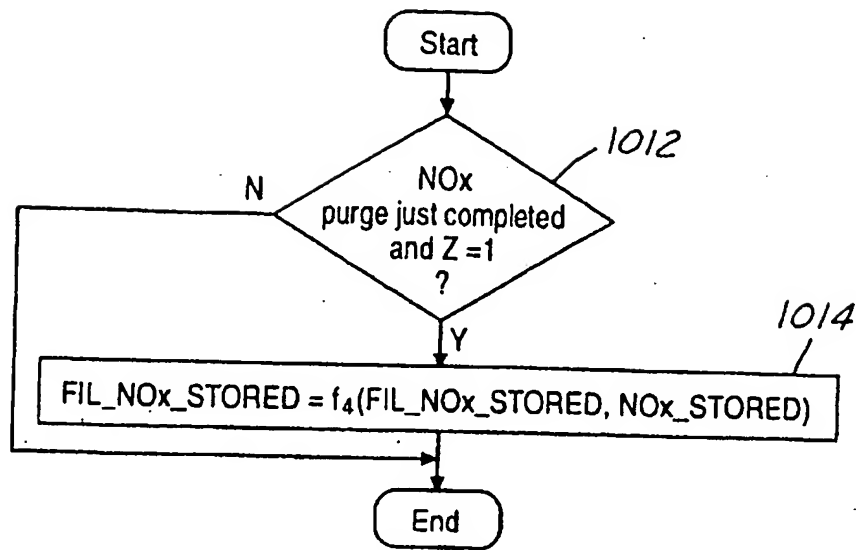 Start
1012
N
NOx
purge just completed
and Z =1
?
Y
1014
FIL_NOx_STORED = f₄(FIL_NOx_STORED, NOx_STORED)
End